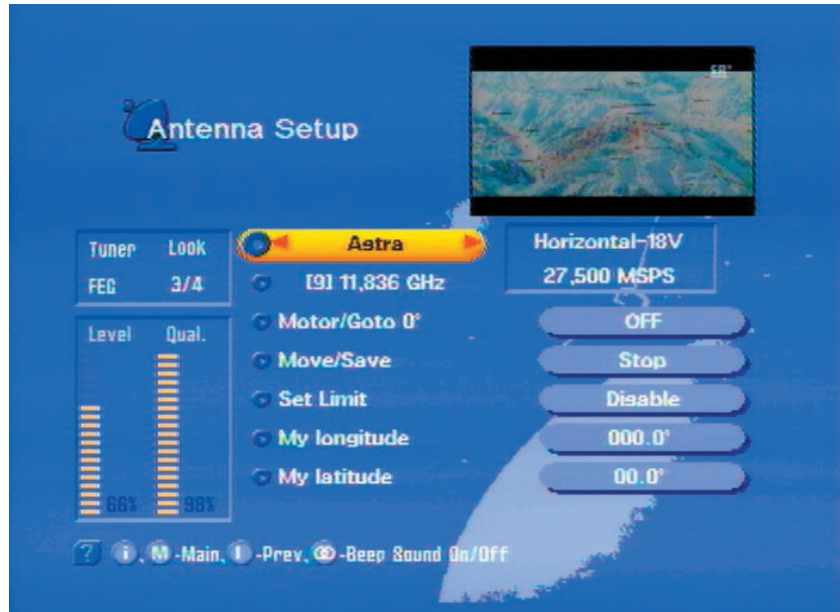 Antenna Setup
Tuner Look
FEC 3/4
Astra
[9] 11,836 GHz
Horizontal-18V
27,500 MSPS
Level Qual.
66% 98%
Motor/Goto 0° OFF
Move/Save Stop
Set Limit Disable
My longitude 000.0°
My latitude 00.0°
? i, M -Main, I -Prev, -Beep Sound On/Off